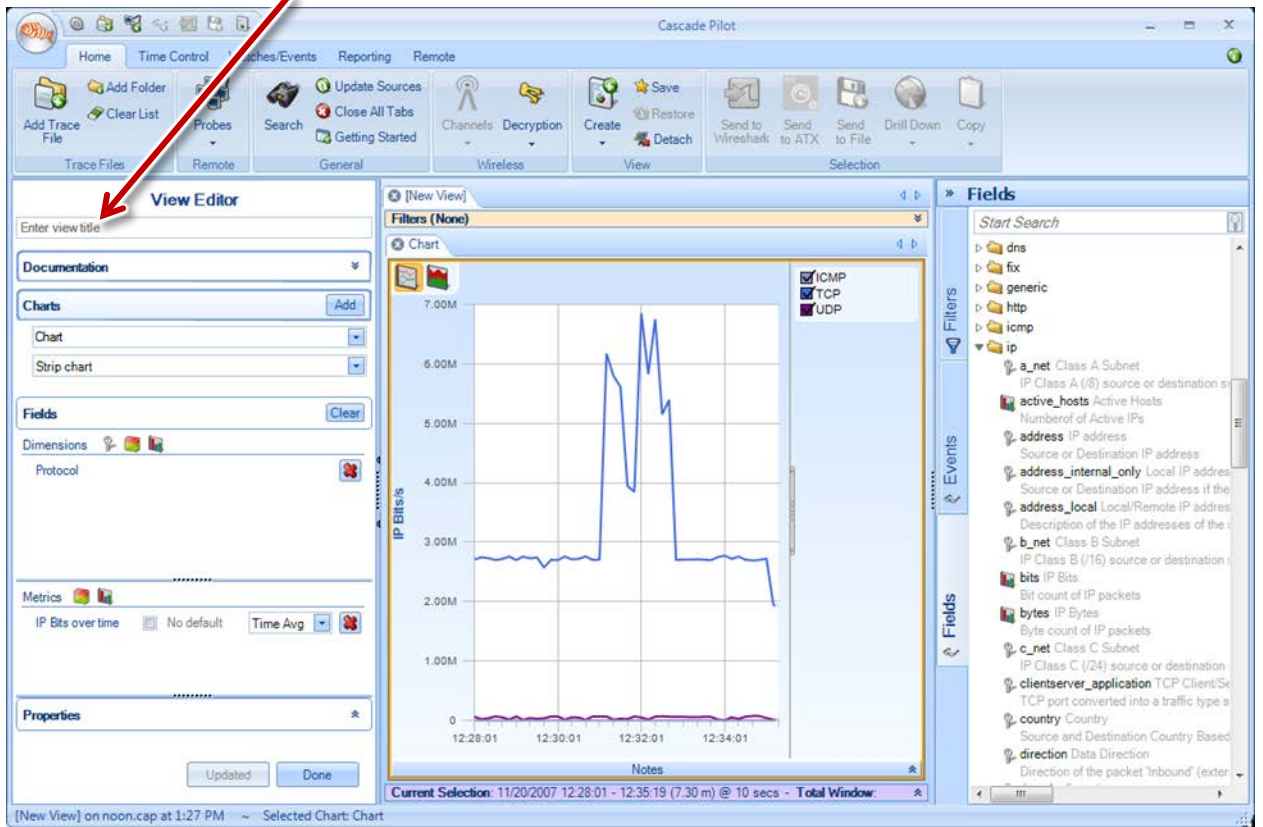 Cascade Pilot
Home Time Control ches/Events Reporting Remote
Add Trace File
Add Folder
Clear List
Trace Files
Probes
Remote
Search
Update Sources
Close All Tabs
Getting Started
General
Channels Decryption
Wireless
Create
Save
Restore
Detach
View
Send to Wireshark
Send to ATX
Send to File
Drill Down
Copy
Selection
View Editor
Enter view title
Documentation
Charts Add
Chart
Strip chart
Fields Clear
Dimensions
Protocol
Metrics
IP Bits over time No default Time Avg
Properties
Updated Done
[New View]
Filters (None)
Chart
ICMP
TCP
UDP
IP Bits/s
7.00M
6.00M
5.00M
4.00M
3.00M
2.00M
1.00M
0
12:28:01 12:30:01 12:32:01 12:34:01
Notes
Current Selection: 11/20/2007 12:28:01 - 12:35:19 (7.30 m) @ 10 secs - Total Window:
Filters
Events
Fields
» Fields
Start Search
dns
fix
generic
http
icmp
ip
a_net Class A Subnet
IP Class A (/8) source or destination
active_hosts Active Hosts
Numberof of Active IPs
address IP address
Source or Destination IP address
address_internal_only Local IP addres
Source or Destination IP address if the
address_local Local/Remote IP addres
Description of the IP addresses of the
b_net Class B Subnet
IP Class B (/16) source or destination
bits IP Bits
Bit count of IP packets
bytes IP Bytes
Byte count of IP packets
c_net Class C Subnet
IP Class C (/24) source or destination
clientserver_application TCP Client/Se
TCP port converted into a traffic type s
country Country
Source and Destination Country Based
direction Data Direction
Direction of the packet 'Inbound' (exter
[New View] on noon.cap at 1:27 PM ~ Selected Chart: Chart